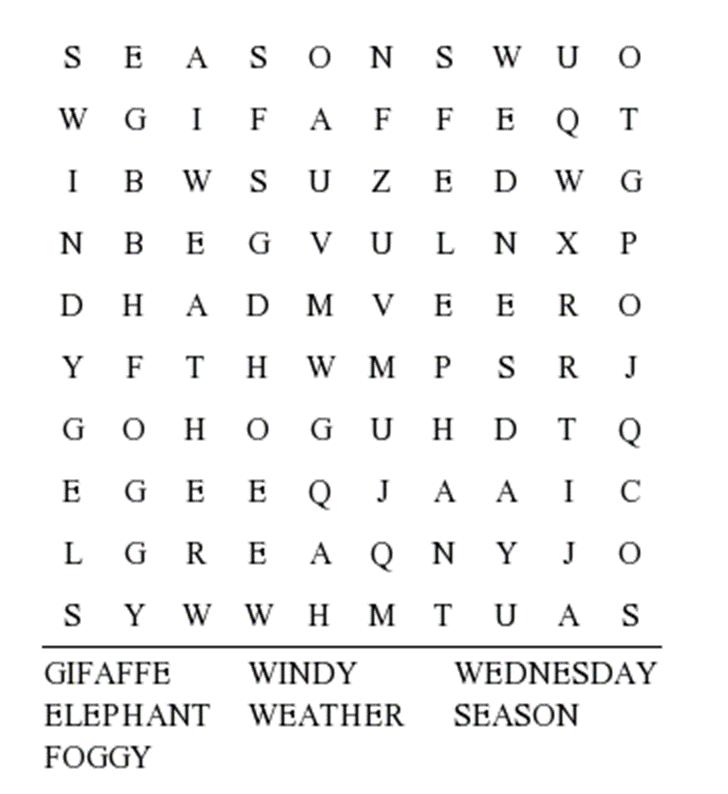 S E A S O N S W U O
W G I F A F F E Q T
I B W S U Z E D W G
N B E G V U L N X P
D H A D M V E E R O
Y F T H W M P S R J
G O H O G U H D T Q
E G E E Q J A A I C
L G R E A Q N Y J O
S Y W W H M T U A S
GIFAFFE WINDY WEDNESDAY
ELEPHANT WEATHER SEASON
FOGGY